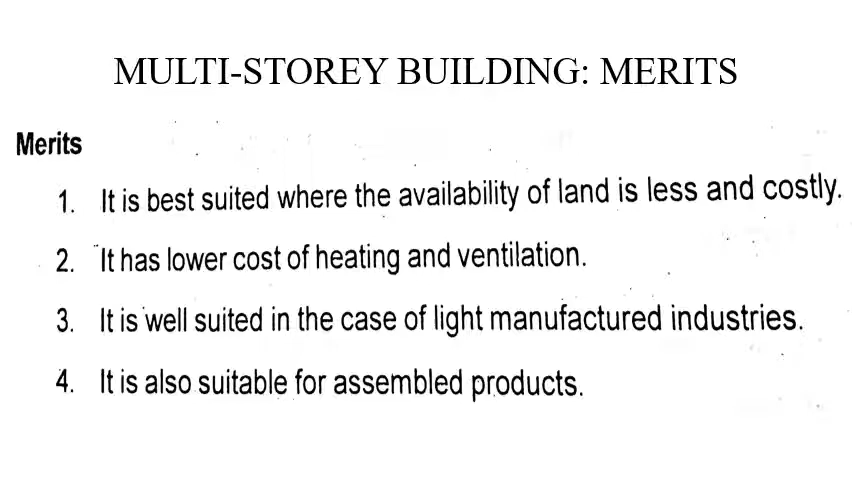 MULTI-STOREY BUILDING: MERITS
Merits
1. It is best suited where the availability of land is less and costly.
2. It has lower cost of heating and ventilation.
3. It is well suited in the case of light manufactured industries.
4. It is also suitable for assembled products.